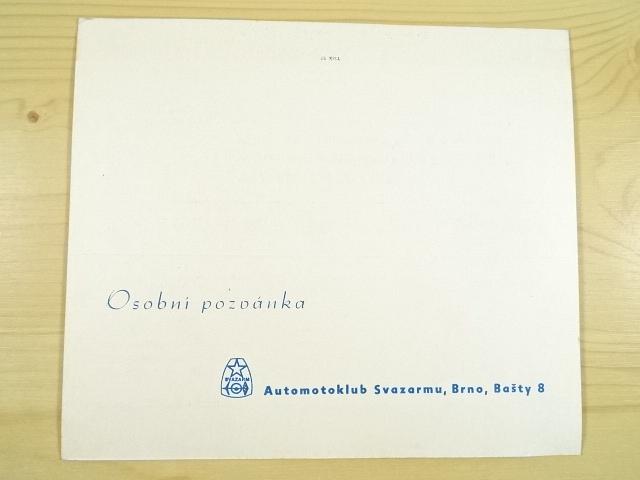 Osobní pozvánka
SVAZARM
Automotoklub Svazarmu, Brno, Bašty 8